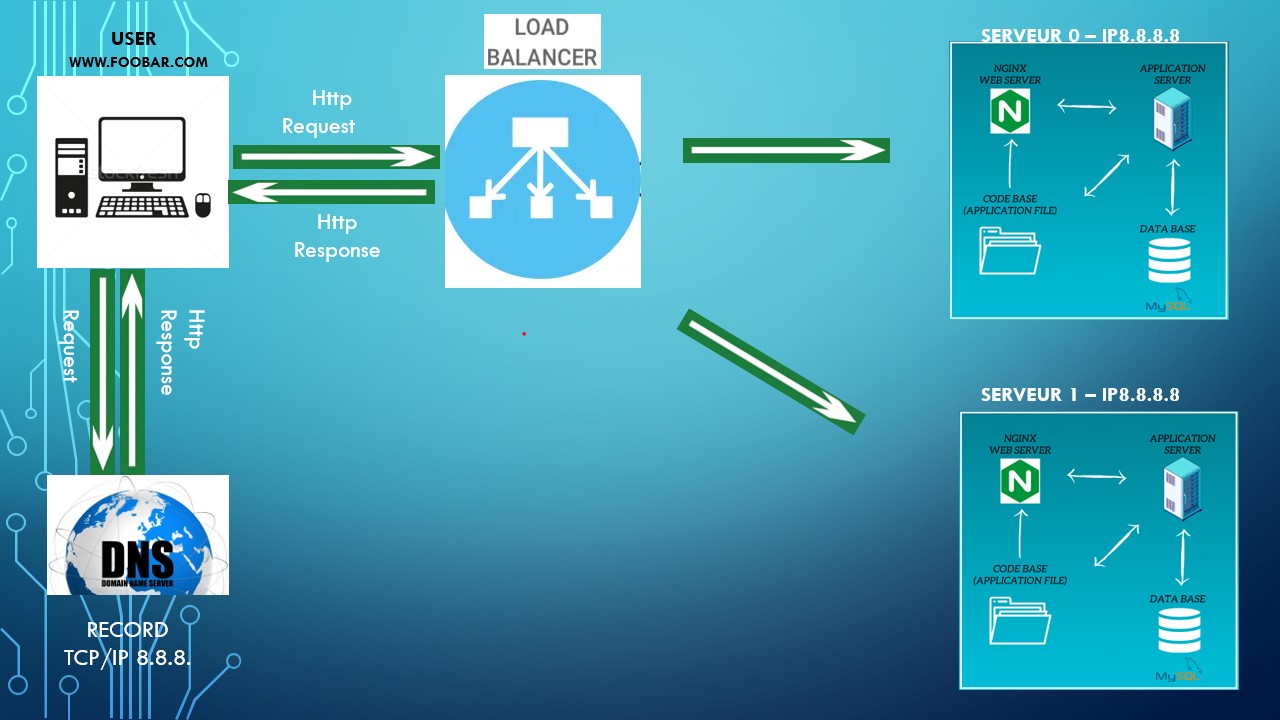 USER
WWW.FOOBAR.COM
LOAD
BALANCER
Http
Request
Http
Response
Request
Http
Response
DNS
DOMAIN NAME SERVER
RECORD
TCP/IP 8.8.8.
SERVEUR 0 – IP8.8.8.8
NGINX
WEB SERVER
APPLICATION
SERVER
N
CODE BASE
(APPLICATION FILE)
DATA BASE
MySQL
SERVEUR 1 – IP8.8.8.8
NGINX
WEB SERVER
APPLICATION
SERVER
N
CODE BASE
(APPLICATION FILE)
DATA BASE
MySQL